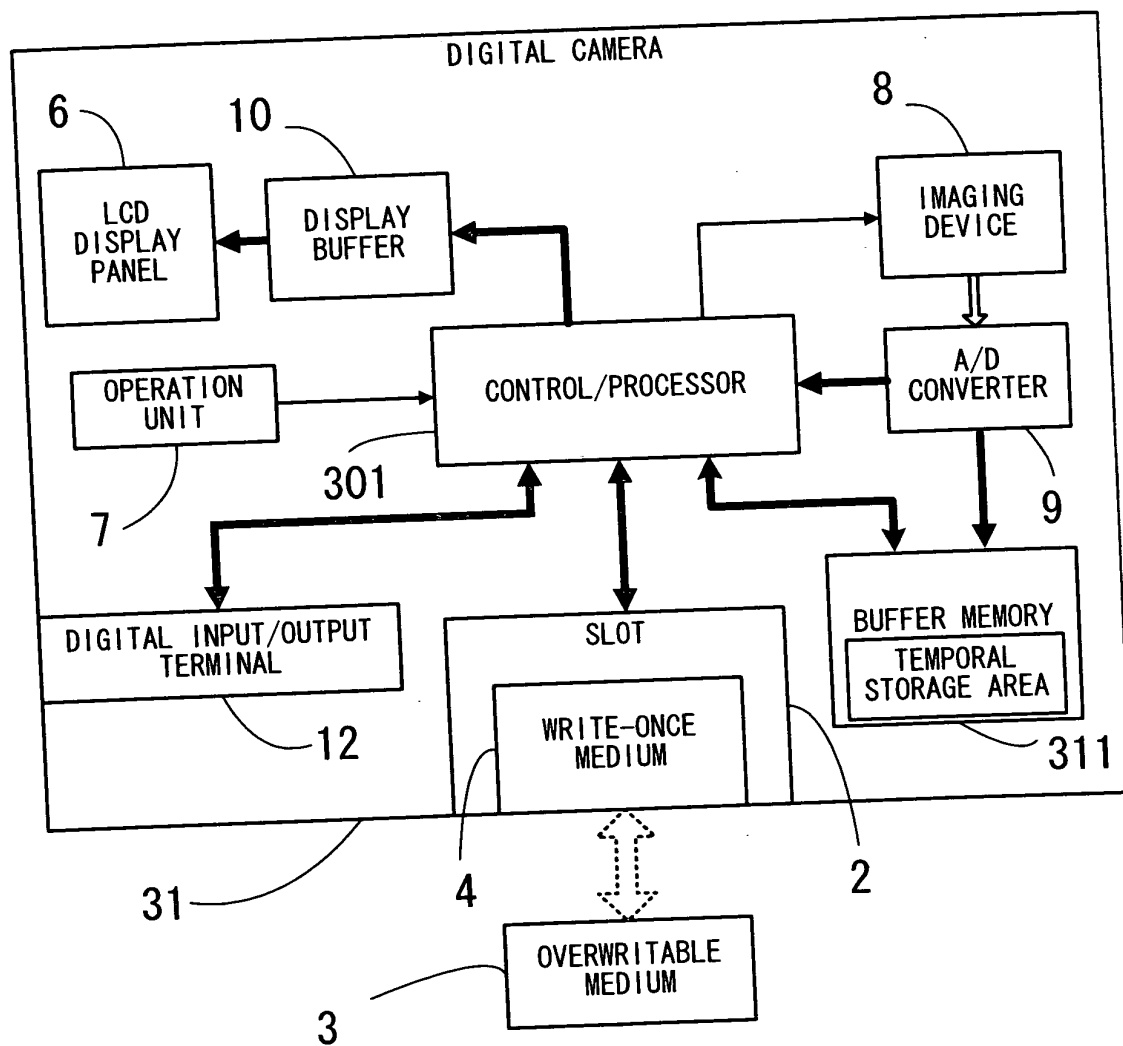 DIGITAL CAMERA
6
10
8
LCD
DISPLAY
PANEL
DISPLAY
BUFFER
IMAGING
DEVICE
OPERATION
UNIT
CONTROL/PROCESSOR
A/D
CONVERTER
7
301
9
DIGITAL INPUT/OUTPUT
TERMINAL
SLOT
BUFFER MEMORY
TEMPORAL
STORAGE AREA
12
WRITE-ONCE
MEDIUM
311
31
4
2
OVERWRITABLE
MEDIUM
3